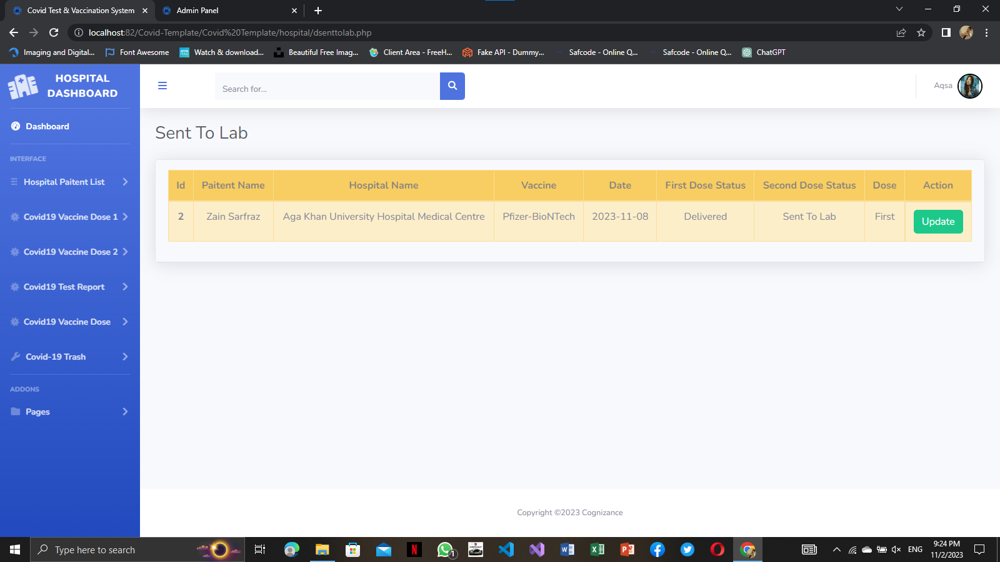 Covid Test & Vaccination System
Admin Panel
localhost:82/Covid-Template/Covid%20Template/hospital/dsenttolab.php
Imaging and Digital...
Font Awesome
Watch & download...
Beautiful Free Imag...
Client Area - FreeH...
Fake API - Dummy...
Safcode - Online Q...
Safcode - Online Q...
ChatGPT
HOSPITAL
DASHBOARD
Search for...
Aqsa
Dashboard
INTERFACE
Hospital Paitent List
Covid19 Vaccine Dose 1
Covid19 Vaccine Dose 2
Covid19 Test Report
Covid19 Vaccine Dose
Covid-19 Trash
ADDONS
Pages
Sent To Lab
Id Paitent Name Hospital Name Vaccine Date First Dose Status Second Dose Status Dose Action
2 Zain Sarfraz Aga Khan University Hospital Medical Centre Pfizer-BioNTech 2023-11-08 Delivered Sent To Lab First Update
Copyright ©2023 Cognizance
Type here to search
1
ENG
9:24 PM
11/2/2023